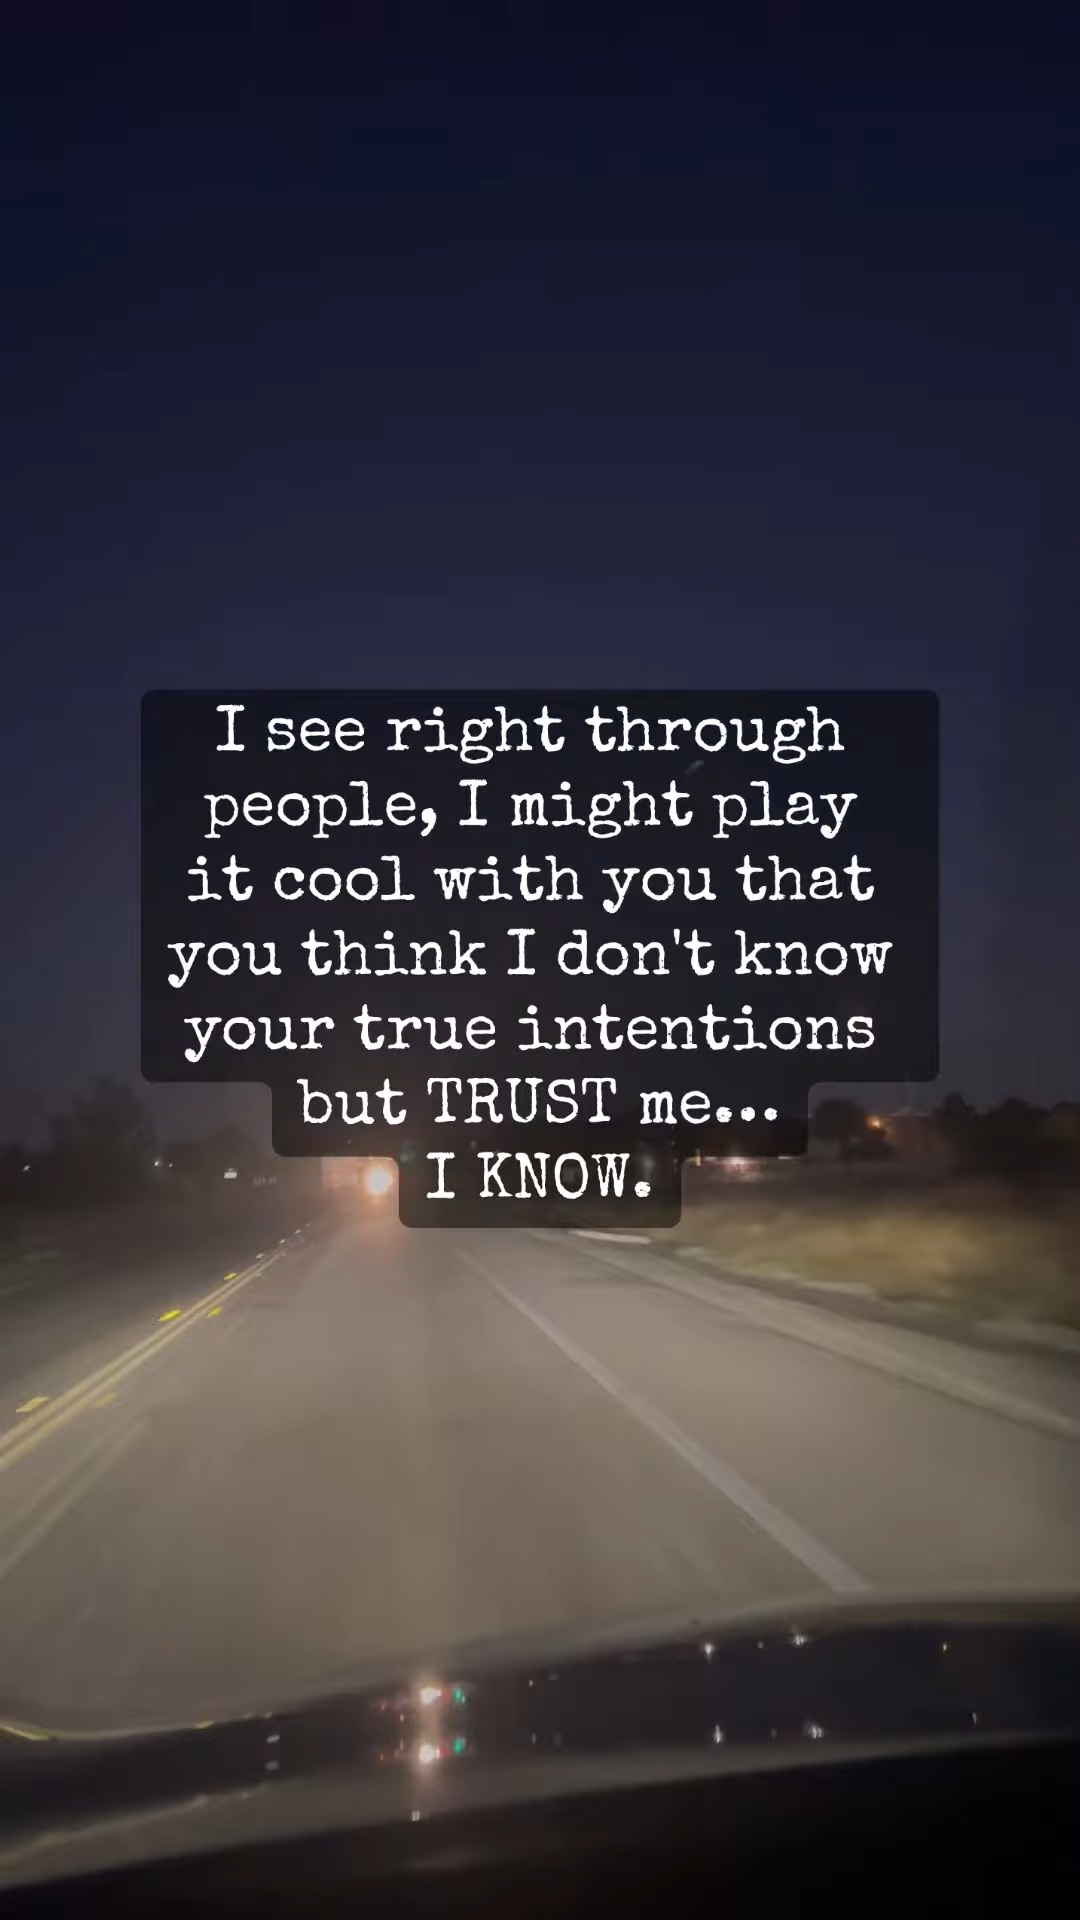 I see right through
people, I might play
it cool with you that
you think I don't know
your true intentions
but TRUST me...
I KNOW.